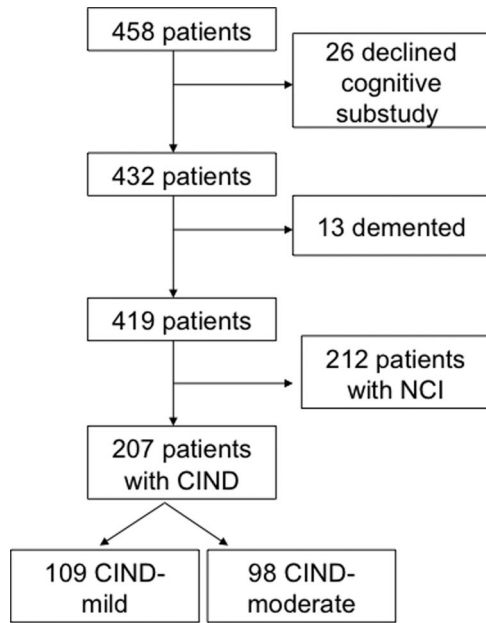 458 patients
26 declined
cognitive
substudy
432 patients
13 demented
419 patients
212 patients
with NCI
207 patients
with CIND
109 CIND-
mild
98 CIND-
moderate